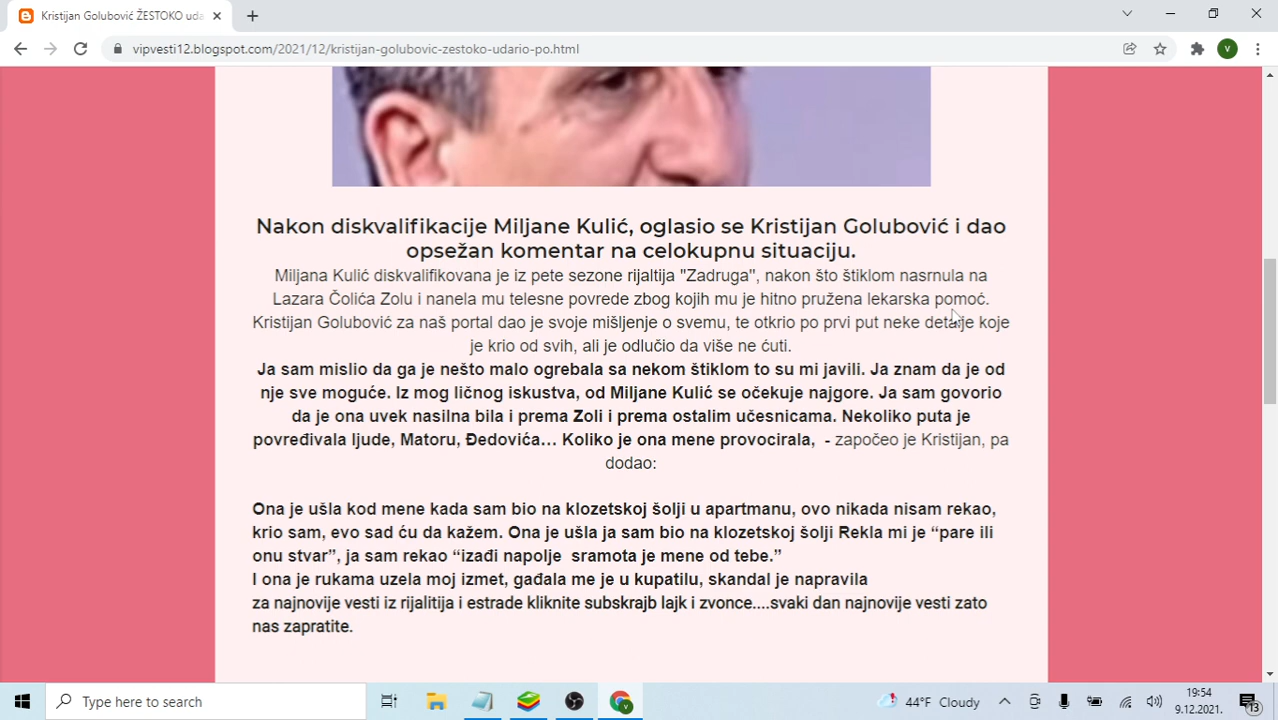 Kristijan Golubović ŽESTOKO uda
vipvesti12.blogspot.com/2021/12/kristijan-golubovic-zestoko-udario-po.html
V
Nakon diskvalifikacije Miljane Kulić, oglasio se Kristijan Golubović i dao
opsežan komentar na celokupnu situaciju.
Miljana Kulić diskvalifikovana je iz pete sezone rijaltija "Zadruga", nakon što štiklom nasrnula na
Lazara Čolića Zolu i nanela mu telesne povrede zbog kojih mu je hitno pružena lekarska pomoć.
Kristijan Golubović za naš portal dao je svoje mišljenje o svemu, te otkrio po prvi put neke detalje koje
je krio od svih, ali je odlučio da više ne ćuti.
Ja sam mislio da ga je nešto malo ogrebala sa nekom štiklom to su mi javili. Ja znam da je od
nje sve moguće. Iz mog ličnog iskustva, od Miljane Kulić se očekuje najgore. Ja sam govorio
da je ona uvek nasilna bila i prema Zoli i prema ostalim učesnicama. Nekoliko puta je
povređivala ljude, Matoru, Đedovića… Koliko je ona mene provocirala, - započeo je Kristijan, pa
dodao:
Ona je ušla kod mene kada sam bio na klozetskoj šolji u apartmanu, ovo nikada nisam rekao,
krio sam, evo sad ću da kažem. Ona je ušla ja sam bio na klozetskoj šolji Rekla mi je “pare ili
onu stvar”, ja sam rekao “izađi napolje sramota je mene od tebe.”
I ona je rukama uzela moj izmet, gađala me je u kupatilu, skandal je napravila
za najnovije vesti iz rijalitija i estrade kliknite subskrajb lajk i zvonce....svaki dan najnovije vesti zato
nas zapratite.
Type here to search
44°F Cloudy
19:54
9.12.2021.
13
V